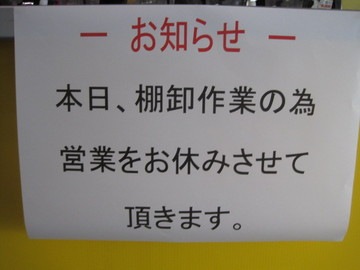 ー お知らせ ー
本日、棚卸作業の為
営業をお休みさせて
頂きます。